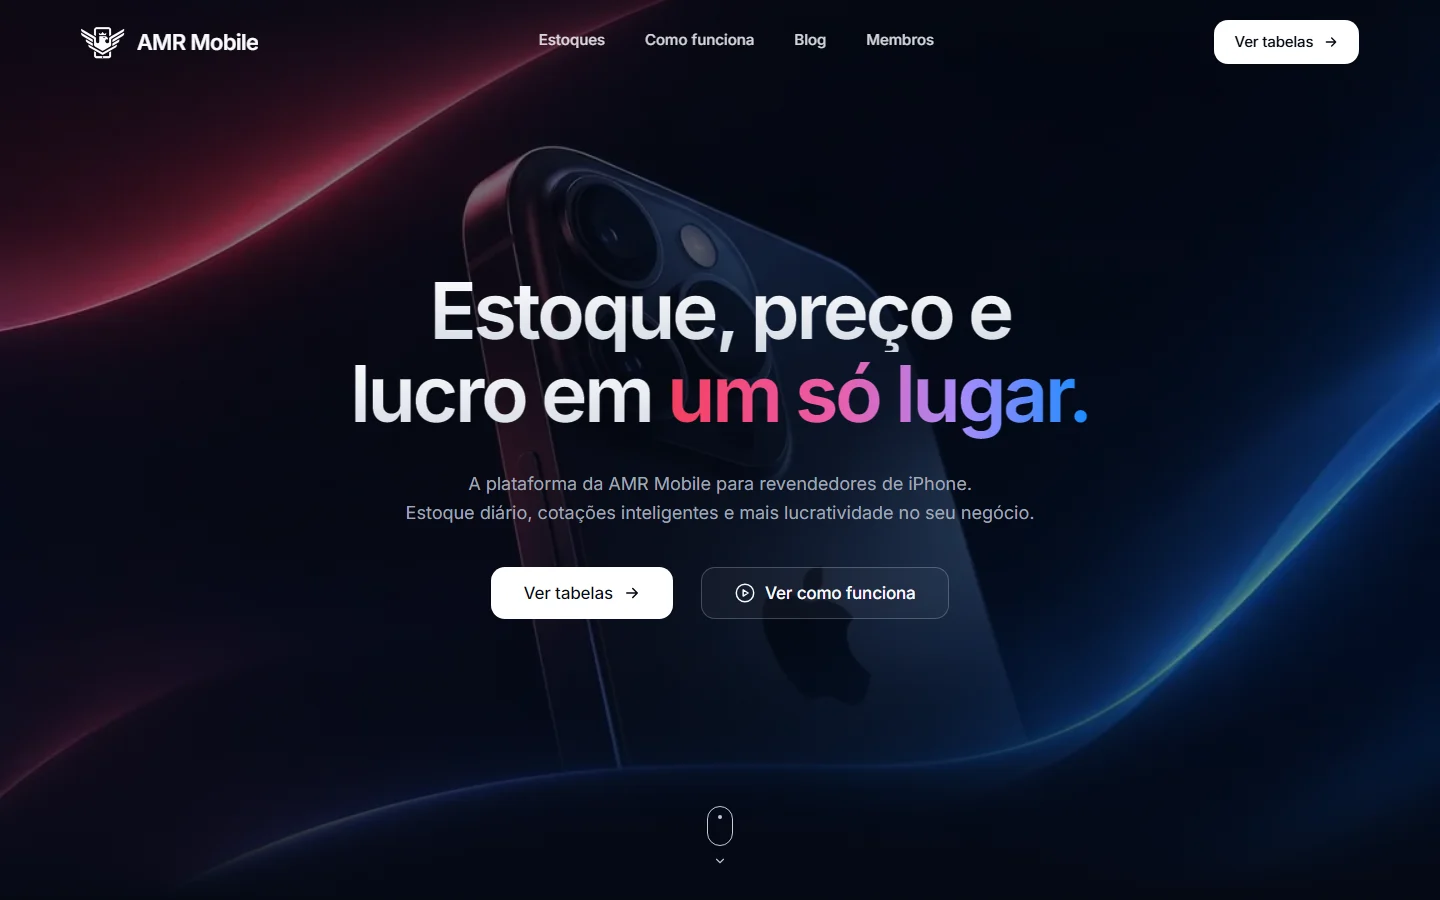 AMR Mobile
Estoques
Como funciona
Blog
Membros
Ver tabelas
Estoque, preço e
lucro em um só lugar.
A plataforma da AMR Mobile para revendedores de iPhone.
Estoque diário, cotações inteligentes e mais lucratividade no seu negócio.
Ver tabelas
Ver como funciona